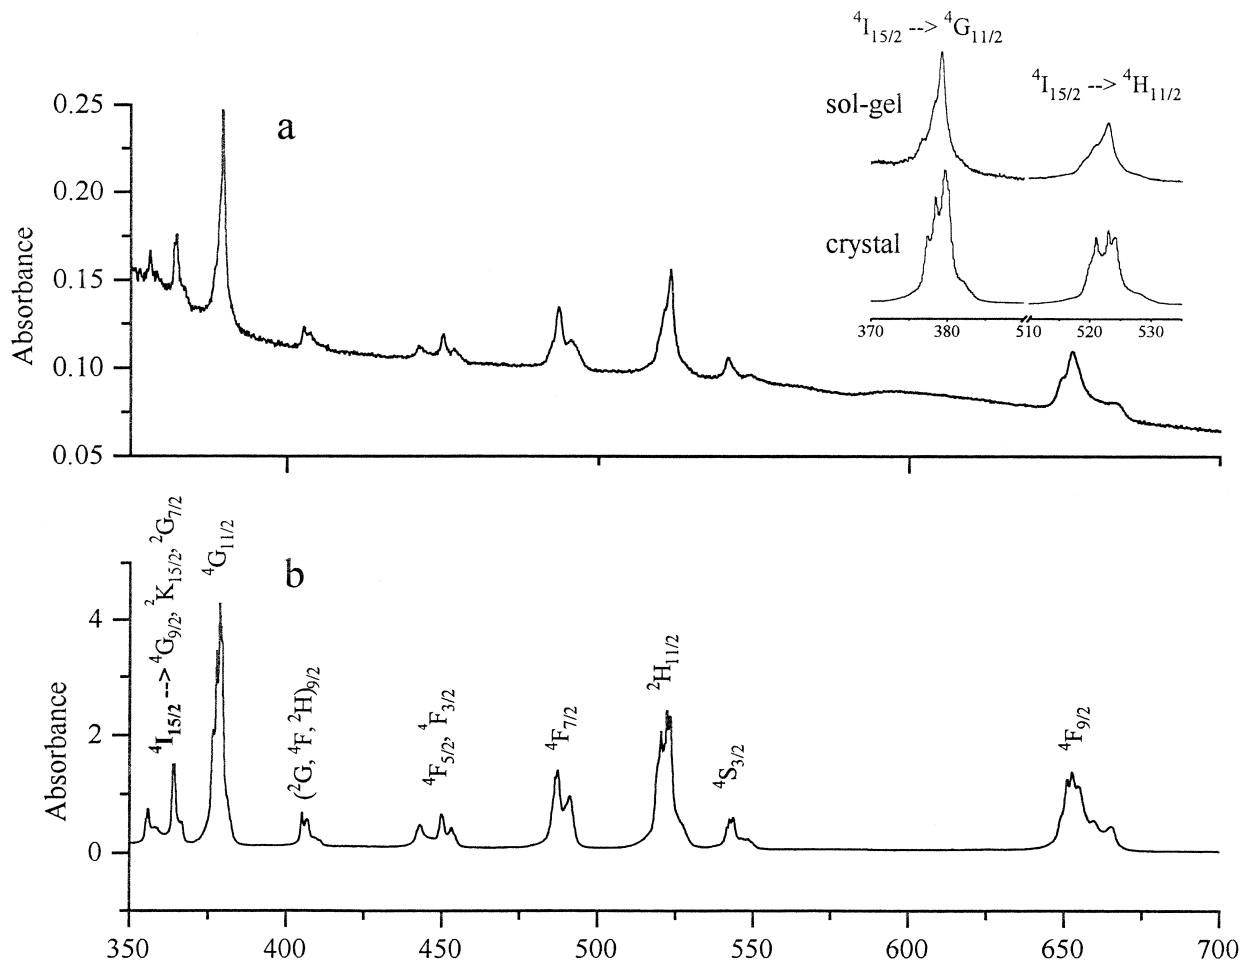 ⁴I₁₅/₂ --> ⁴G₁₁/₂
⁴I₁₅/₂ --> ⁴H₁₁/₂
sol-gel
crystal
370 380 510 510 520 530
a
Absorbance
0.25
0.20
0.15
0.10
0.05
b
Absorbance
4
2
0
⁴I₁₅/₂ --> ⁴G₉/₂, ²K₁₅/₂, ²G₇/₂
⁴G₁₁/₂
(²G, ⁴F, ²H)₉/₂
⁴F₅/₂, ⁴F₃/₂
⁴F₇/₂
²H₁₁/₂
⁴S₃/₂
⁴F₉/₂
350 400 450 500 550 600 650 700